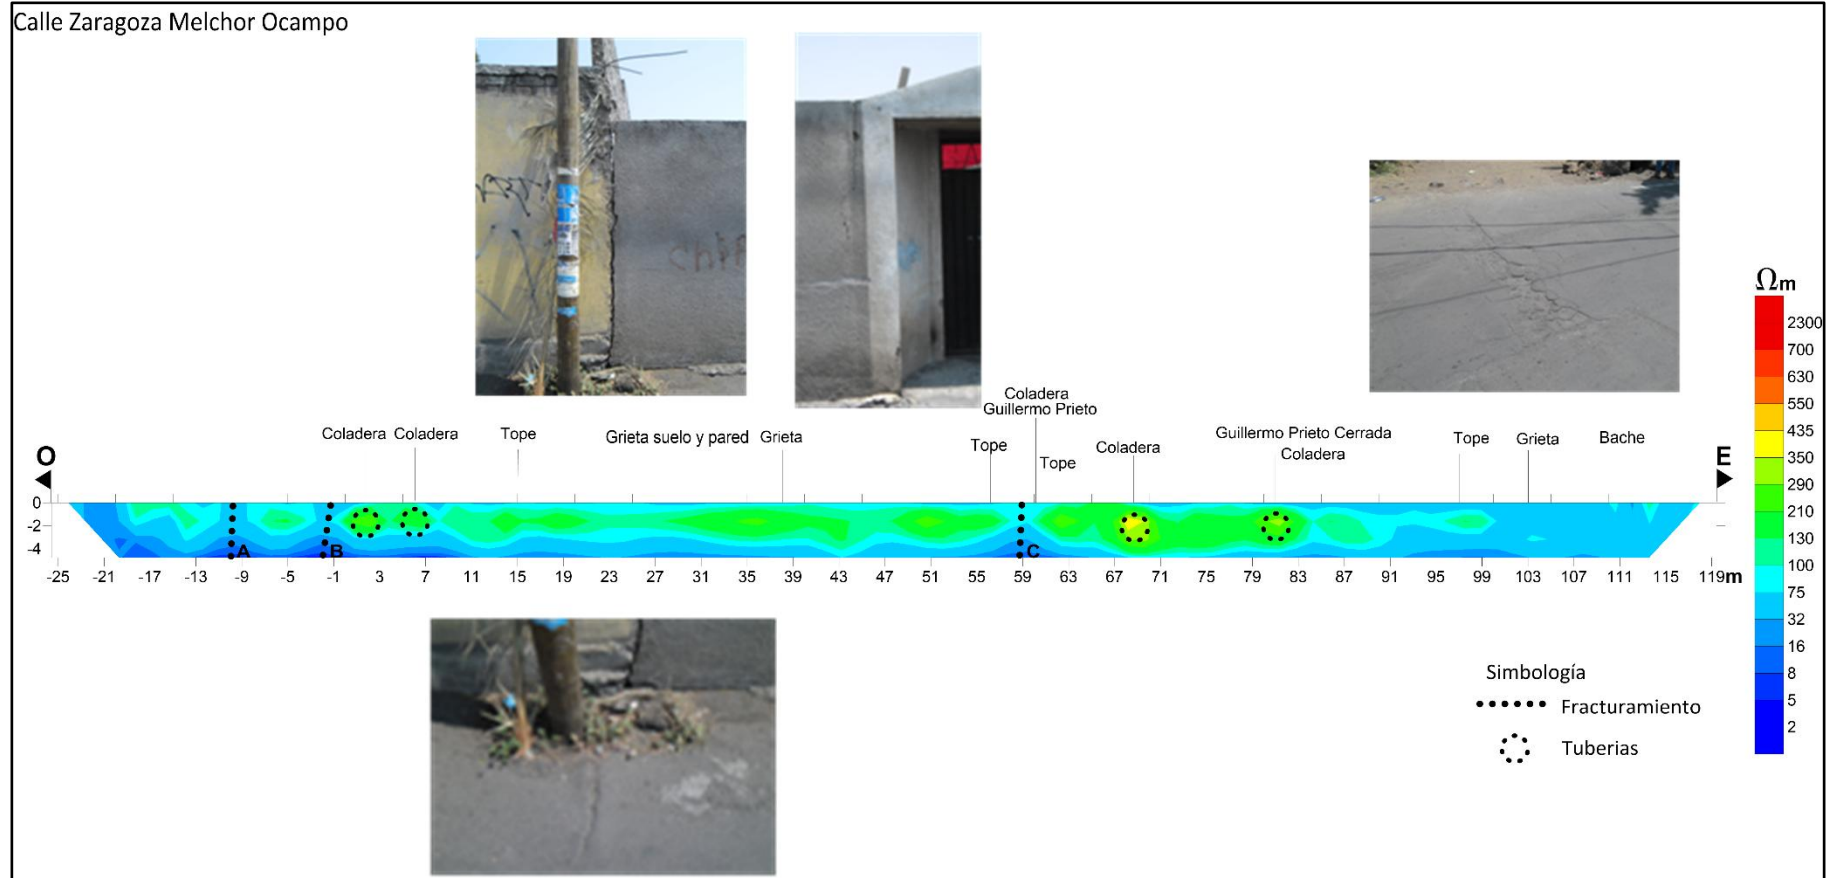 Calle Zaragoza Melchor Ocampo
Chif
Coladera
Guillermo Prieto
Coladera Coladera Tope Grieta suelo y pared Grieta Tope Tope Coladera Guillermo Prieto Cerrada Tope Grieta Bache
Coladera
O E
0
-2
-4
A B C
-25 -21 -17 -13 -9 -5 -1 3 7 11 15 19 23 27 31 35 39 43 47 51 55 59 63 67 71 75 79 83 87 91 95 99 103 107 111 115 119m
Ωm
2300
700
630
550
435
350
290
210
130
100
75
32
16
8
5
2
Simbología
Fracturamiento
Tuberias